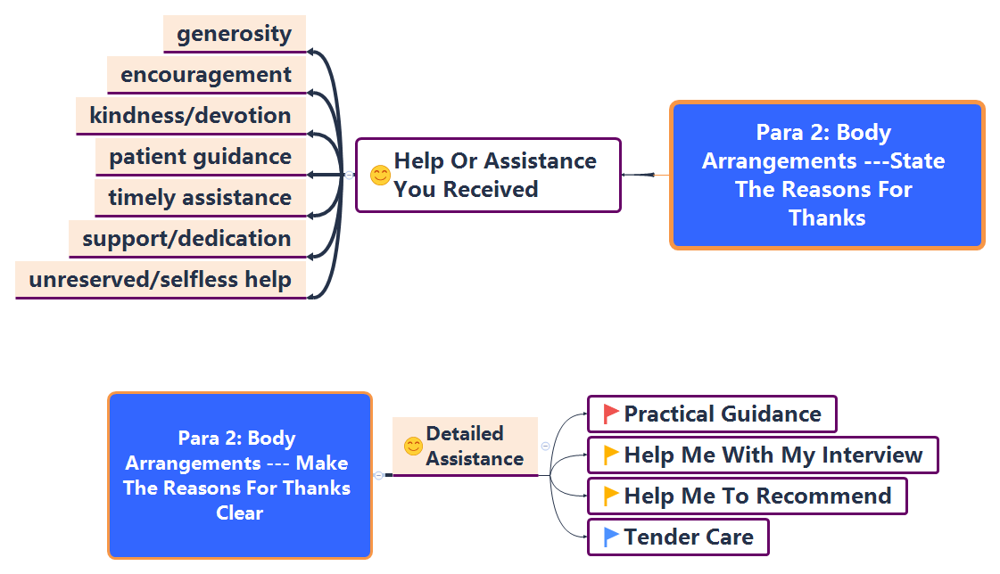 generosity
encouragement
kindness/devotion
patient guidance
timely assistance
support/dedication
unreserved/selfless help
Help Or Assistance
You Received
Para 2: Body
Arrangements ---State
The Reasons For
Thanks
Para 2: Body
Arrangements --- Make
The Reasons For Thanks
Clear
Detailed
Assistance
Practical Guidance
Help Me With My Interview
Help Me To Recommend
Tender Care